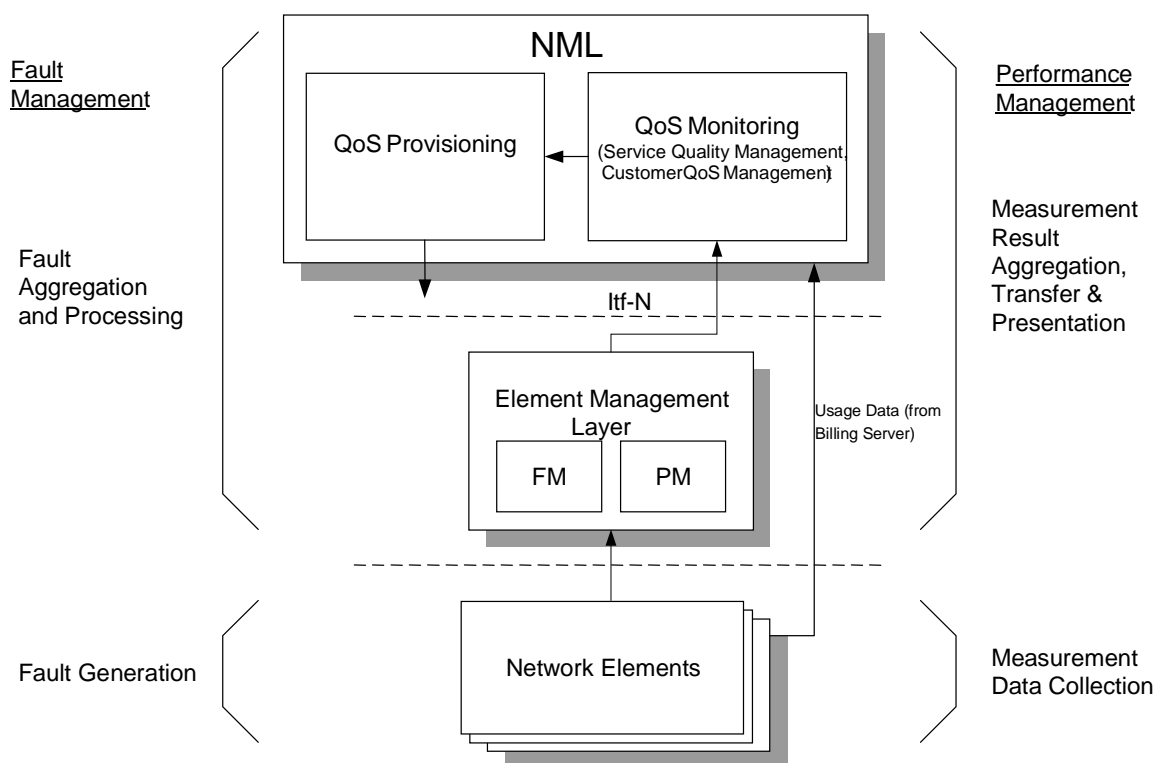 NML
Fault
Management
Performance
Management
QoS Provisioning
QoS Monitoring
(Service Quality Management,
CustomerQoS Management)
Fault
Aggregation
and Processing
Measurement
Result
Aggregation,
Transfer &
Presentation
Itf-N
Element Management
Layer
FM
PM
Usage Data (from
Billing Server)
Network Elements
Fault Generation
Measurement
Data Collection